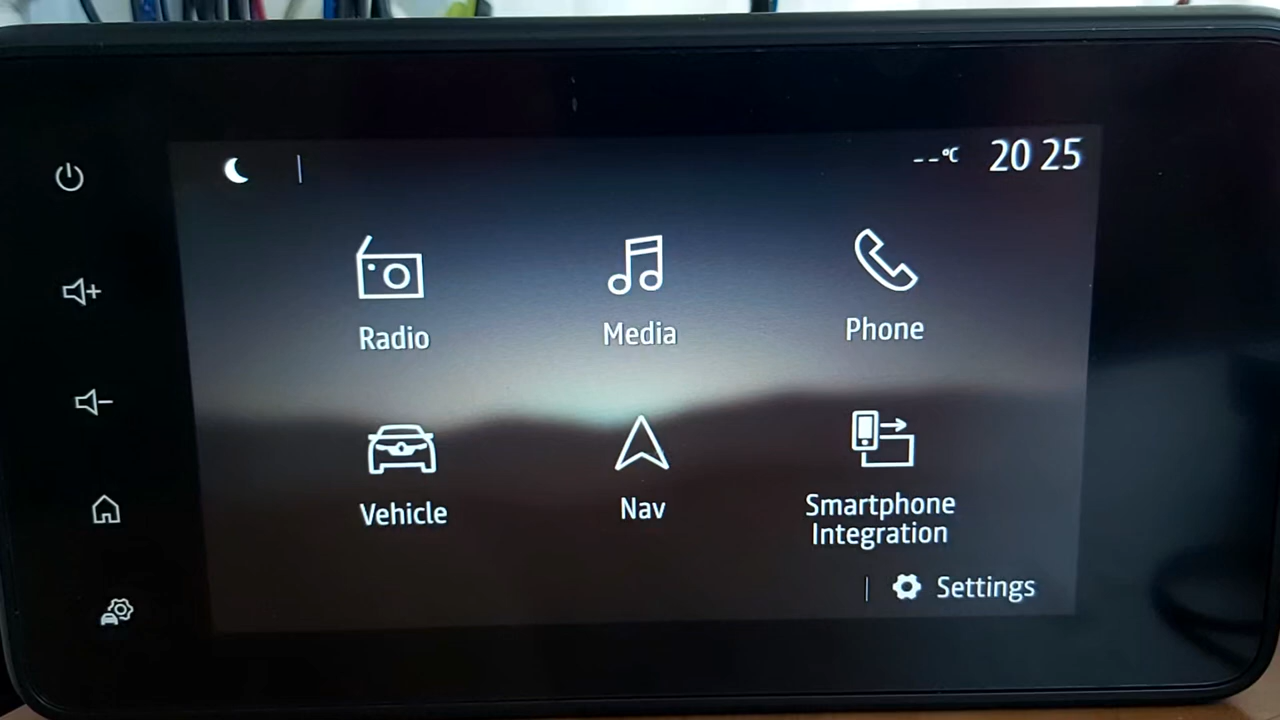 --°C 20 25
Radio
Media
Phone
Vehicle
Nav
Smartphone
Integration
Settings